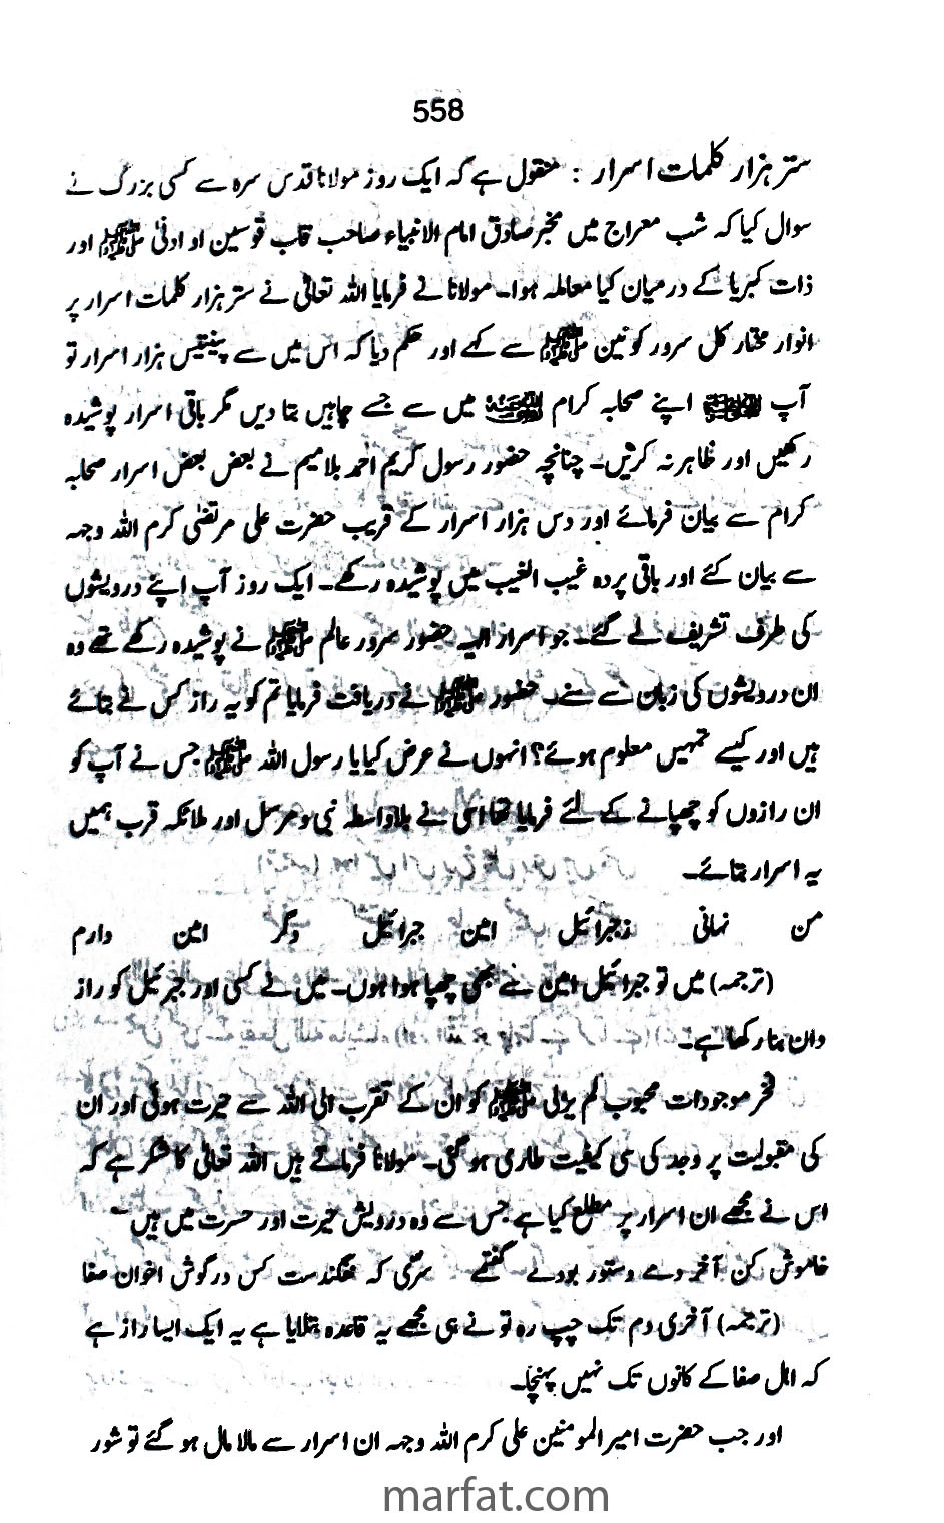 558
ستر ہزار کلمات اسرار : منقول ہے کہ ایک روز مولانا قدس سرہ سے کسی بزرگ نے
سوال کیا کہ شب معراج میں مخبر صادق امام الانبیاء صاحب قاب قوسین او ادنیٰ ﷺ اور
ذات کبریا کے درمیان کیا معاملہ ہوا۔ مولانا نے فرمایا اللہ تعالیٰ نے ستر ہزار کلمات اسرار پر
انوار مختار کل سرور کونین ﷺ سے کہے اور حکم دیا کہ اس میں سے پینتیس ہزار اسرار تو
آپ ﷺ اپنے صحابہ کرام میں سے جسے چاہیں بتا دیں مگر باقی اسرار پوشیدہ
رکھیں اور ظاہر نہ کریں۔ چنانچہ حضور رسول کریم احمد بلا میم نے بعض بعض اسرار صحابہ
کرام سے بیان فرمائے اور دس ہزار اسرار کے قریب حضرت علی مرتضیٰ کرم اللہ وجہہ
سے بیان کئے اور باقی پردہ غیب الغیب میں پوشیدہ رکھے۔ ایک روز آپ اپنے درویشوں
کی طرف تشریف لے گئے۔ جو اسرار الہیہ حضور سرور عالم ﷺ نے پوشیدہ رکھے تھے وہ
ان درویشوں کی زبان سے سنے۔ حضور ﷺ نے دریافت فرمایا تم کو یہ راز کس نے بتائے
ہیں اور کیسے تمہیں معلوم ہوئے؟ انہوں نے عرض کیا یا رسول اللہ ﷺ جس نے آپ کو
ان رازوں کو چھپانے کے لئے فرمایا تھا اسی نے بلاواسطہ نبی و مرسل اور ملائکہ قرب ہمیں
یہ اسرار بتائے۔
من نہانی زجبرائیل امین جبرائیل دگر امین دارم
(ترجمہ) میں تو جبرائیل امین سے بھی چھپا ہوا ہوں۔ میں نے کسی اور جبرئیل کو راز
دان بنا رکھا ہے۔
فخر موجودات محبوب لم یزلی ﷺ کو ان کے تقرب الی اللہ سے حیرت ہوئی اور ان
کی مقبولیت پر وجد کی سی کیفیت طاری ہو گئی۔ مولانا فرماتے ہیں اللہ تعالیٰ کا شکر ہے کہ
اس نے مجھے ان اسرار پر مطلع کیا ہے جس سے وہ درویش حیرت اور حسرت میں ہیں
خاموش کن آخر دمے دستور بودے گفتمے سرّی کہ نفگندست کس در گوش اخوان صفا
(ترجمہ) آخری دم تک چپ رہ تو نے ہی مجھے یہ قاعدہ بتلایا ہے یہ ایک ایسا راز ہے
کہ اہل صفا کے کانوں تک نہیں پہنچا۔
اور جب حضرت امیر المومنین علی کرم اللہ وجہہ ان اسرار سے مالا مال ہو گئے تو شور
marfat.com